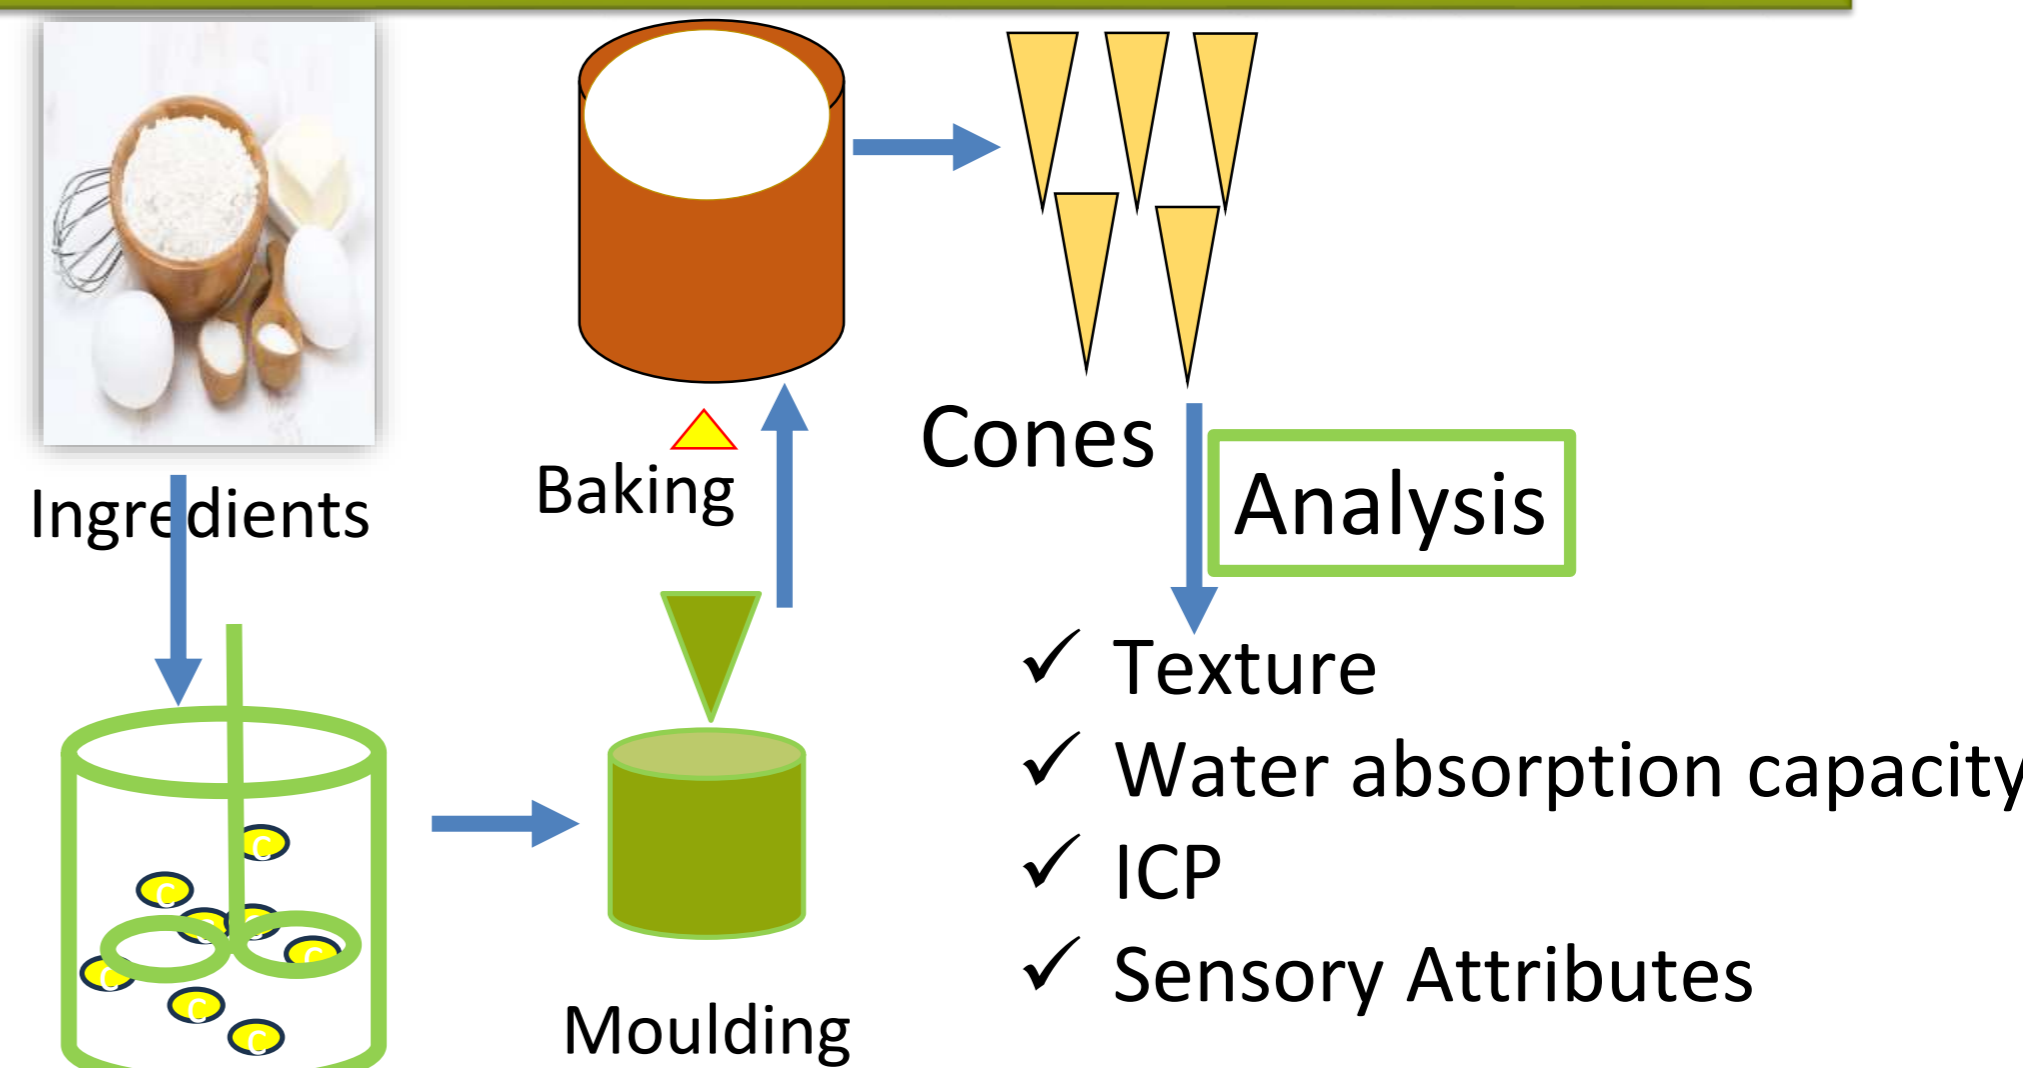 Ingredients
C
C
C
C
C
C
C
C
Moulding
Baking
Cones
Analysis
✓ Texture
✓ Water absorption capacity
✓ ICP
✓ Sensory Attributes